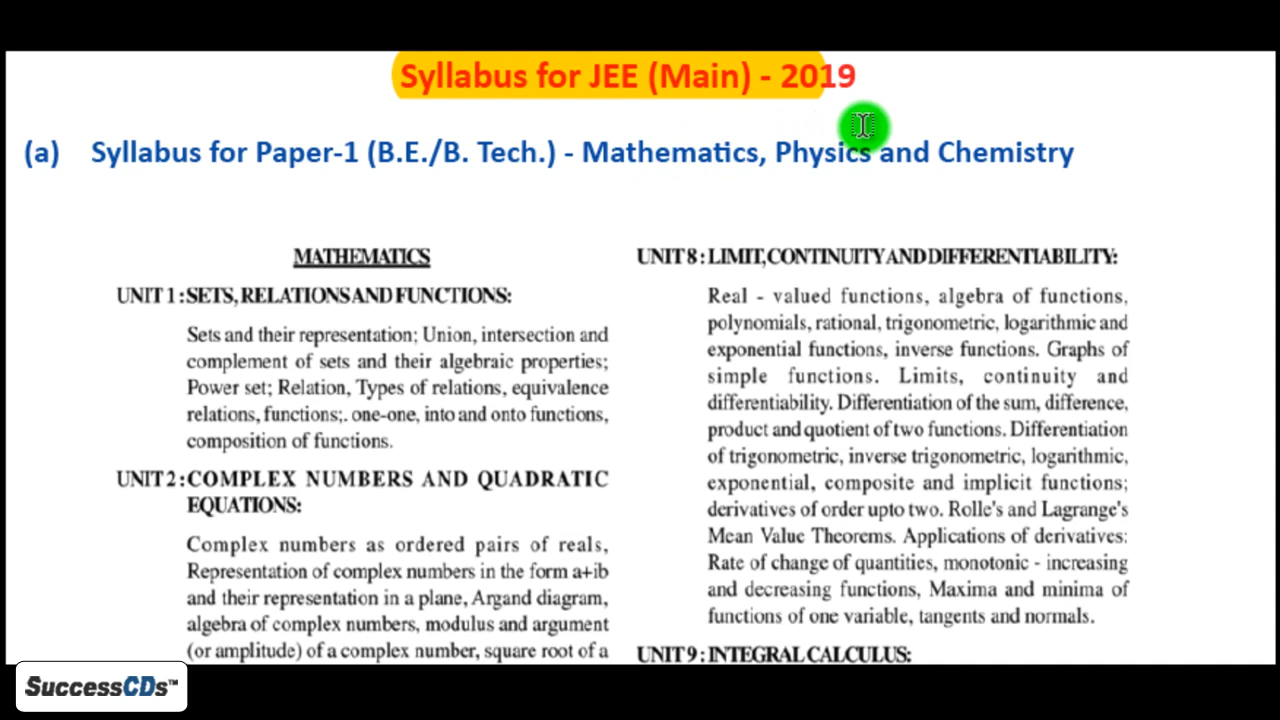 Syllabus for JEE (Main) - 2019
(a) Syllabus for Paper-1 (B.E./B. Tech.) - Mathematics, Physics and Chemistry
MATHEMATICS
UNIT 1 : SETS, RELATIONS AND FUNCTIONS:
Sets and their representation; Union, intersection and
complement of sets and their algebraic properties;
Power set; Relation, Types of relations, equivalence
relations, functions;. one-one, into and onto functions,
composition of functions.
UNIT 2 : COMPLEX NUMBERS AND QUADRATIC
EQUATIONS:
Complex numbers as ordered pairs of reals,
Representation of complex numbers in the form a+ib
and their representation in a plane, Argand diagram,
algebra of complex numbers, modulus and argument
(or amplitude) of a complex number, square root of a
UNIT 8 : LIMIT, CONTINUITY AND DIFFERENTIABILITY:
Real - valued functions, algebra of functions,
polynomials, rational, trigonometric, logarithmic and
exponential functions, inverse functions. Graphs of
simple functions. Limits, continuity and
differentiability. Differentiation of the sum, difference,
product and quotient of two functions. Differentiation
of trigonometric, inverse trigonometric, logarithmic,
exponential, composite and implicit functions;
derivatives of order upto two. Rolle's and Lagrange's
Mean Value Theorems. Applications of derivatives:
Rate of change of quantities, monotonic - increasing
and decreasing functions, Maxima and minima of
functions of one variable, tangents and normals.
UNIT 9 : INTEGRAL CALCULUS:
SuccessCDs™